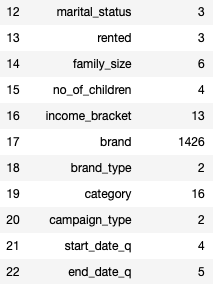 12 marital_status 3
13 rented 3
14 family_size 6
15 no_of_children 4
16 income_bracket 13
17 brand 1426
18 brand_type 2
19 category 16
20 campaign_type 2
21 start_date_q 4
22 end_date_q 5